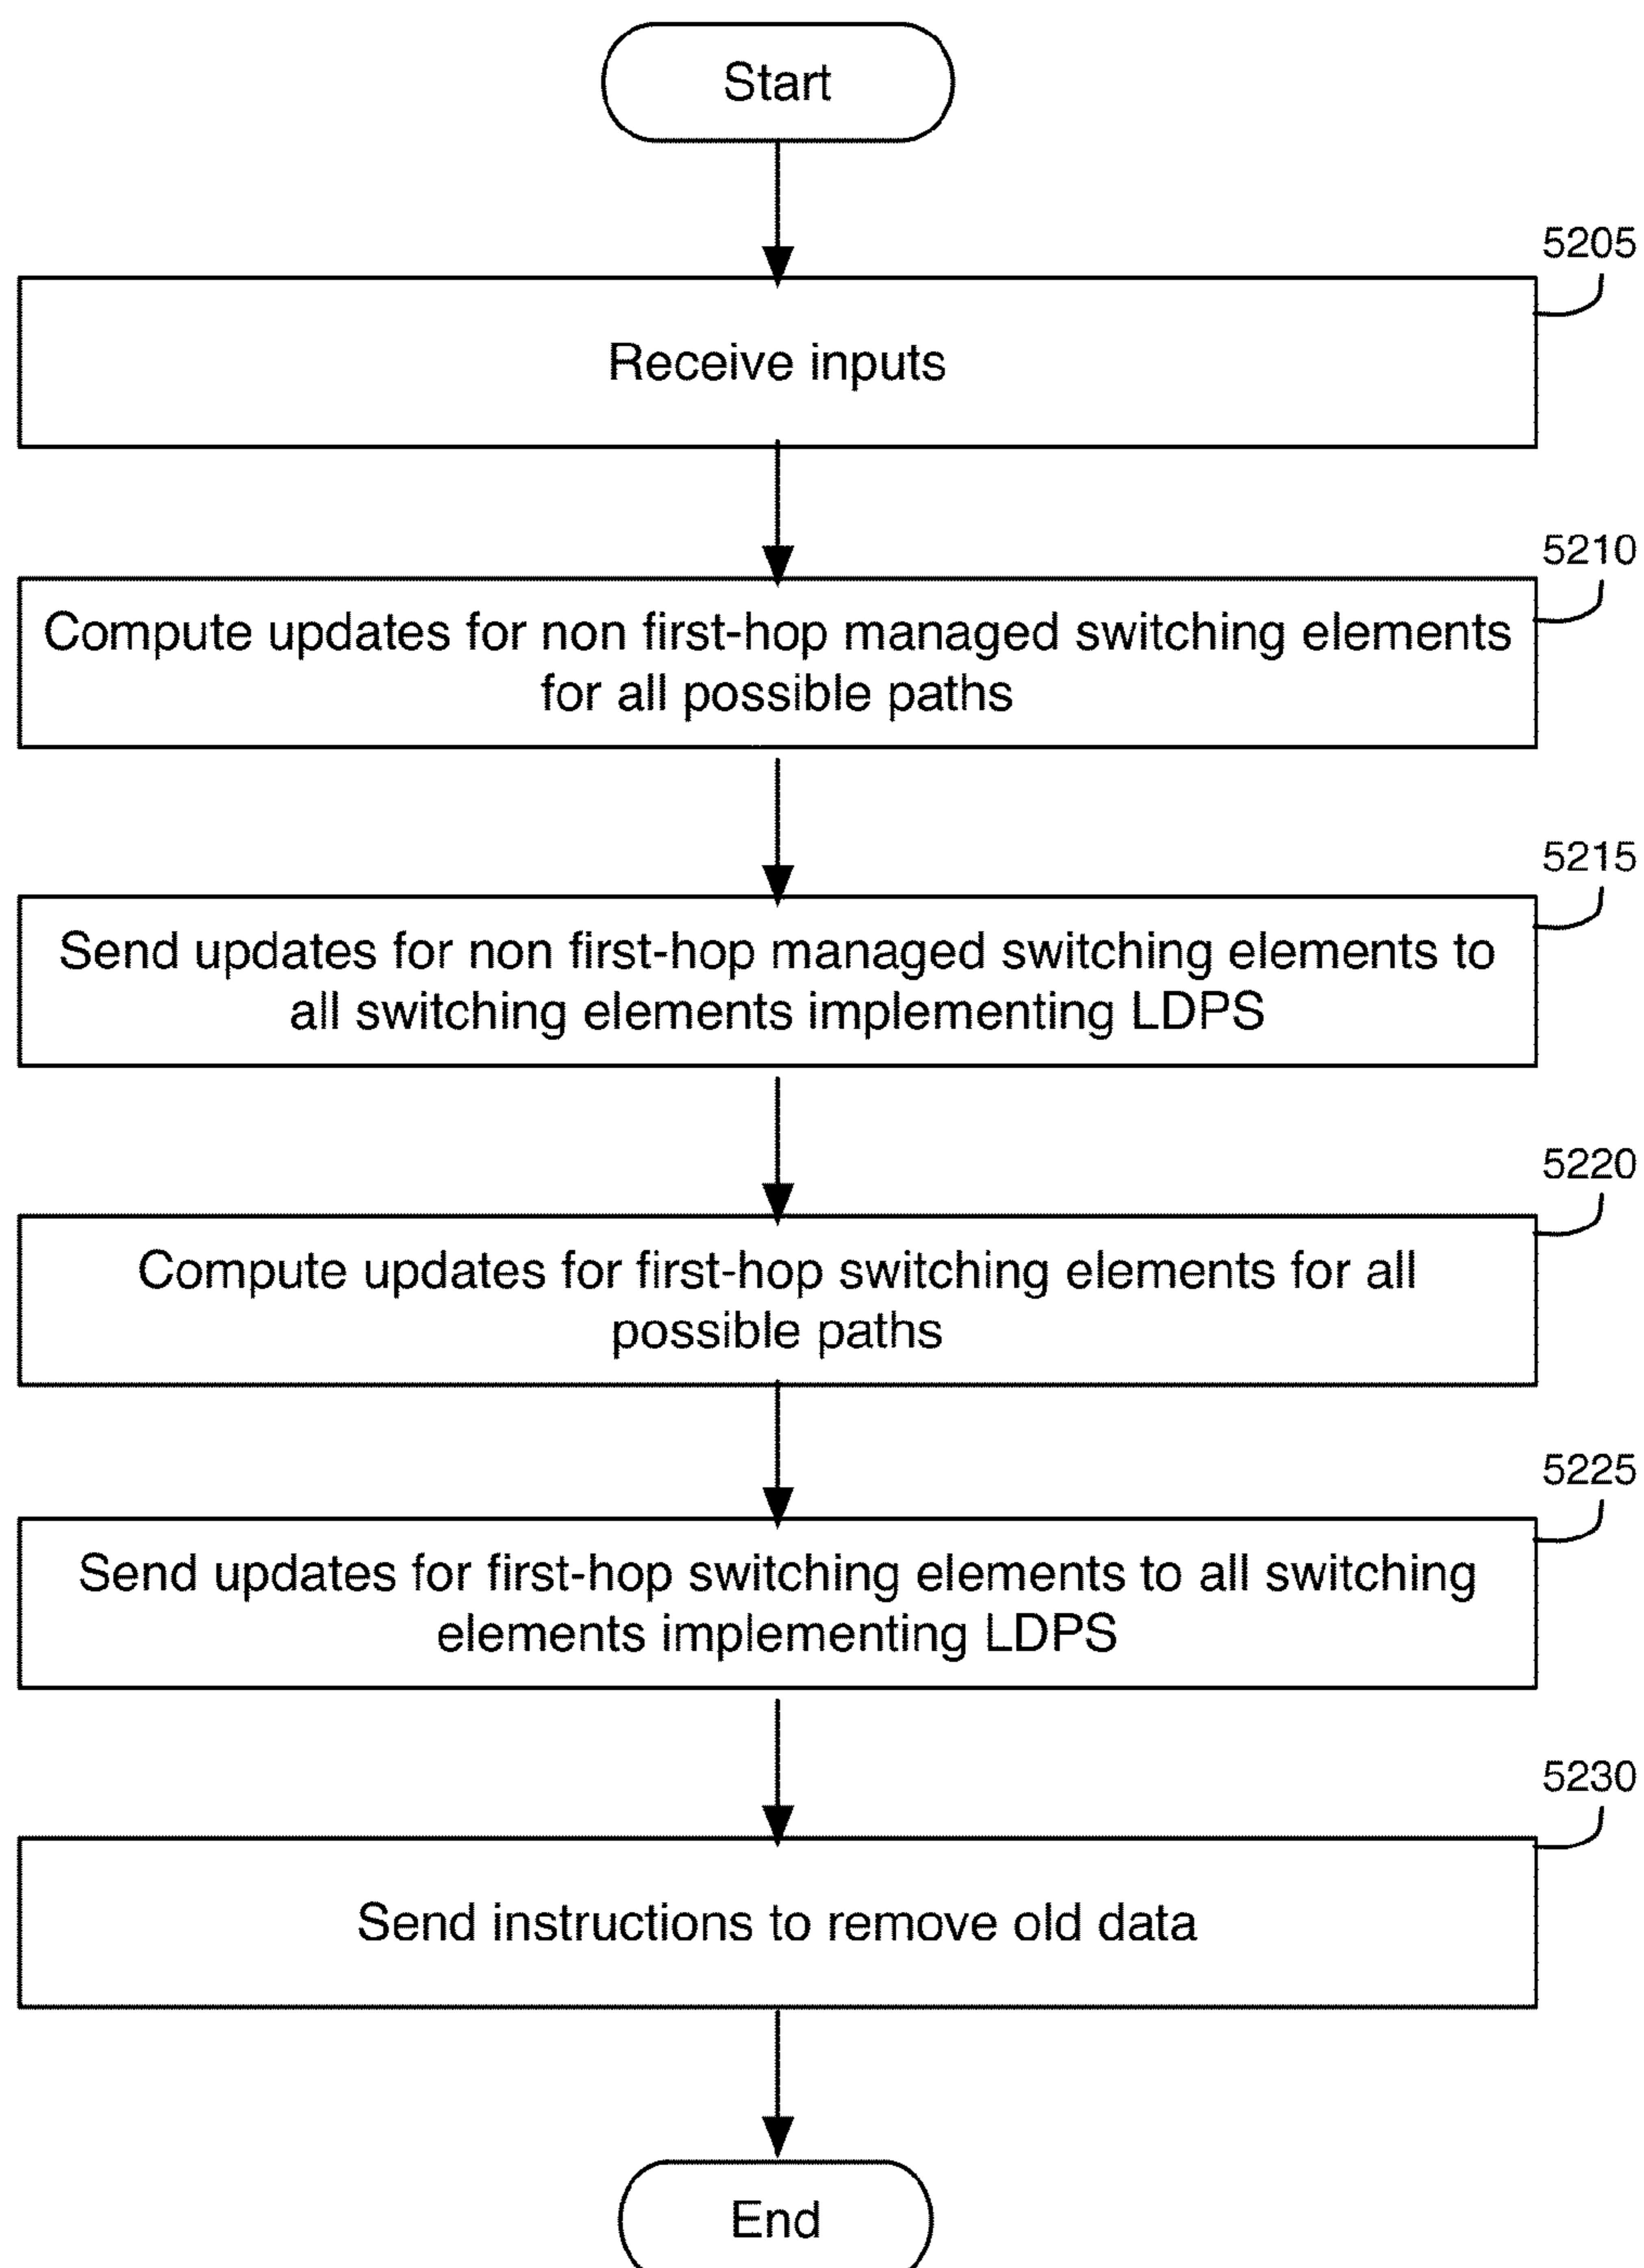 Start
5205
Receive inputs
5210
Compute updates for non first-hop managed switching elements
for all possible paths
5215
Send updates for non first-hop managed switching elements to
all switching elements implementing LDPS
5220
Compute updates for first-hop switching elements for all
possible paths
5225
Send updates for first-hop switching elements to all switching
elements implementing LDPS
5230
Send instructions to remove old data
End